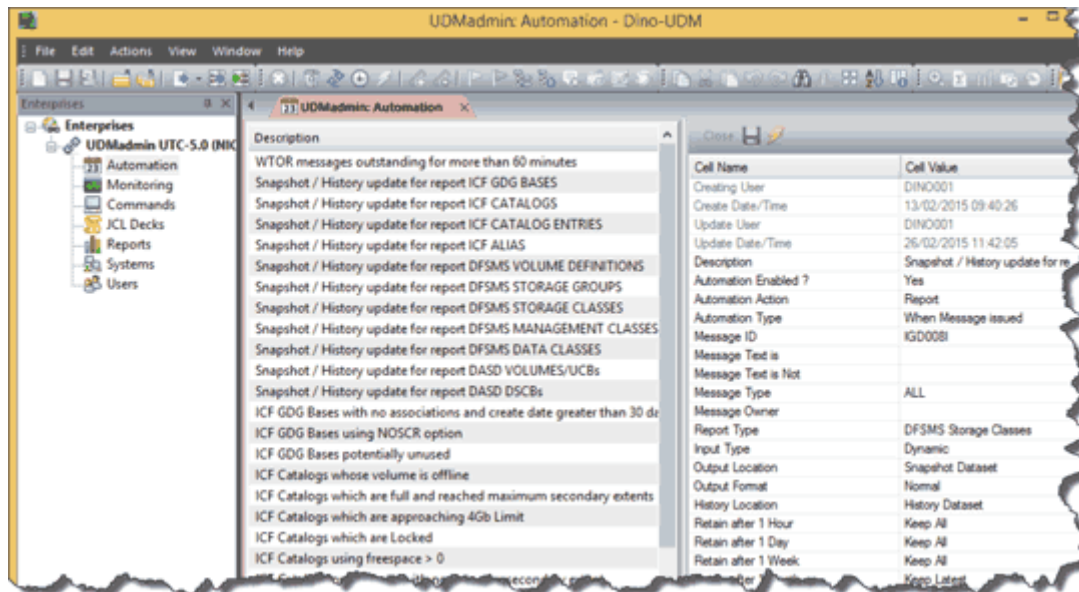 UDMadmin: Automation - Dino-UDM
File Edit Actions View Window Help
Enterprises
UDMadmin: Automation
Enterprises
UDMadmin UTC-5.0 (NIC
Automation
Monitoring
Commands
JCL Decks
Reports
Systems
Users
Description
WTOR messages outstanding for more than 60 minutes
Snapshot / History update for report ICF GDG BASES
Snapshot / History update for report ICF CATALOGS
Snapshot / History update for report ICF CATALOG ENTRIES
Snapshot / History update for report ICF ALIAS
Snapshot / History update for report DFSMS VOLUME DEFINITIONS
Snapshot / History update for report DFSMS STORAGE GROUPS
Snapshot / History update for report DFSMS STORAGE CLASSES
Snapshot / History update for report DFSMS MANAGEMENT CLASSES
Snapshot / History update for report DFSMS DATA CLASSES
Snapshot / History update for report DASD VOLUMES/UCBs
Snapshot / History update for report DASD DSCBs
ICF GDG Bases with no associations and create date greater than 30 da
ICF GDG Bases using NOSCR option
ICF GDG Bases potentially unused
ICF Catalogs whose volume is offline
ICF Catalogs which are full and reached maximum secondary extents
ICF Catalogs which are approaching 4Gb Limit
ICF Catalogs which are Locked
ICF Catalogs using freespace > 0
Close
Cell Name Cell Value
Creating User DINO001
Create Date/Time 13/02/2015 09:40:26
Update User DINO001
Update Date/Time 26/02/2015 11:42:05
Description Snapshot / History update for re
Automation Enabled ? Yes
Automation Action Report
Automation Type When Message issued
Message ID IGD008I
Message Text is
Message Text is Not
Message Type ALL
Message Owner
Report Type DFSMS Storage Classes
Input Type Dynamic
Output Location Snapshot Dataset
Output Format Normal
History Location History Dataset
Retain after 1 Hour Keep All
Retain after 1 Day Keep All
Retain after 1 Week Keep All
Keep Latest